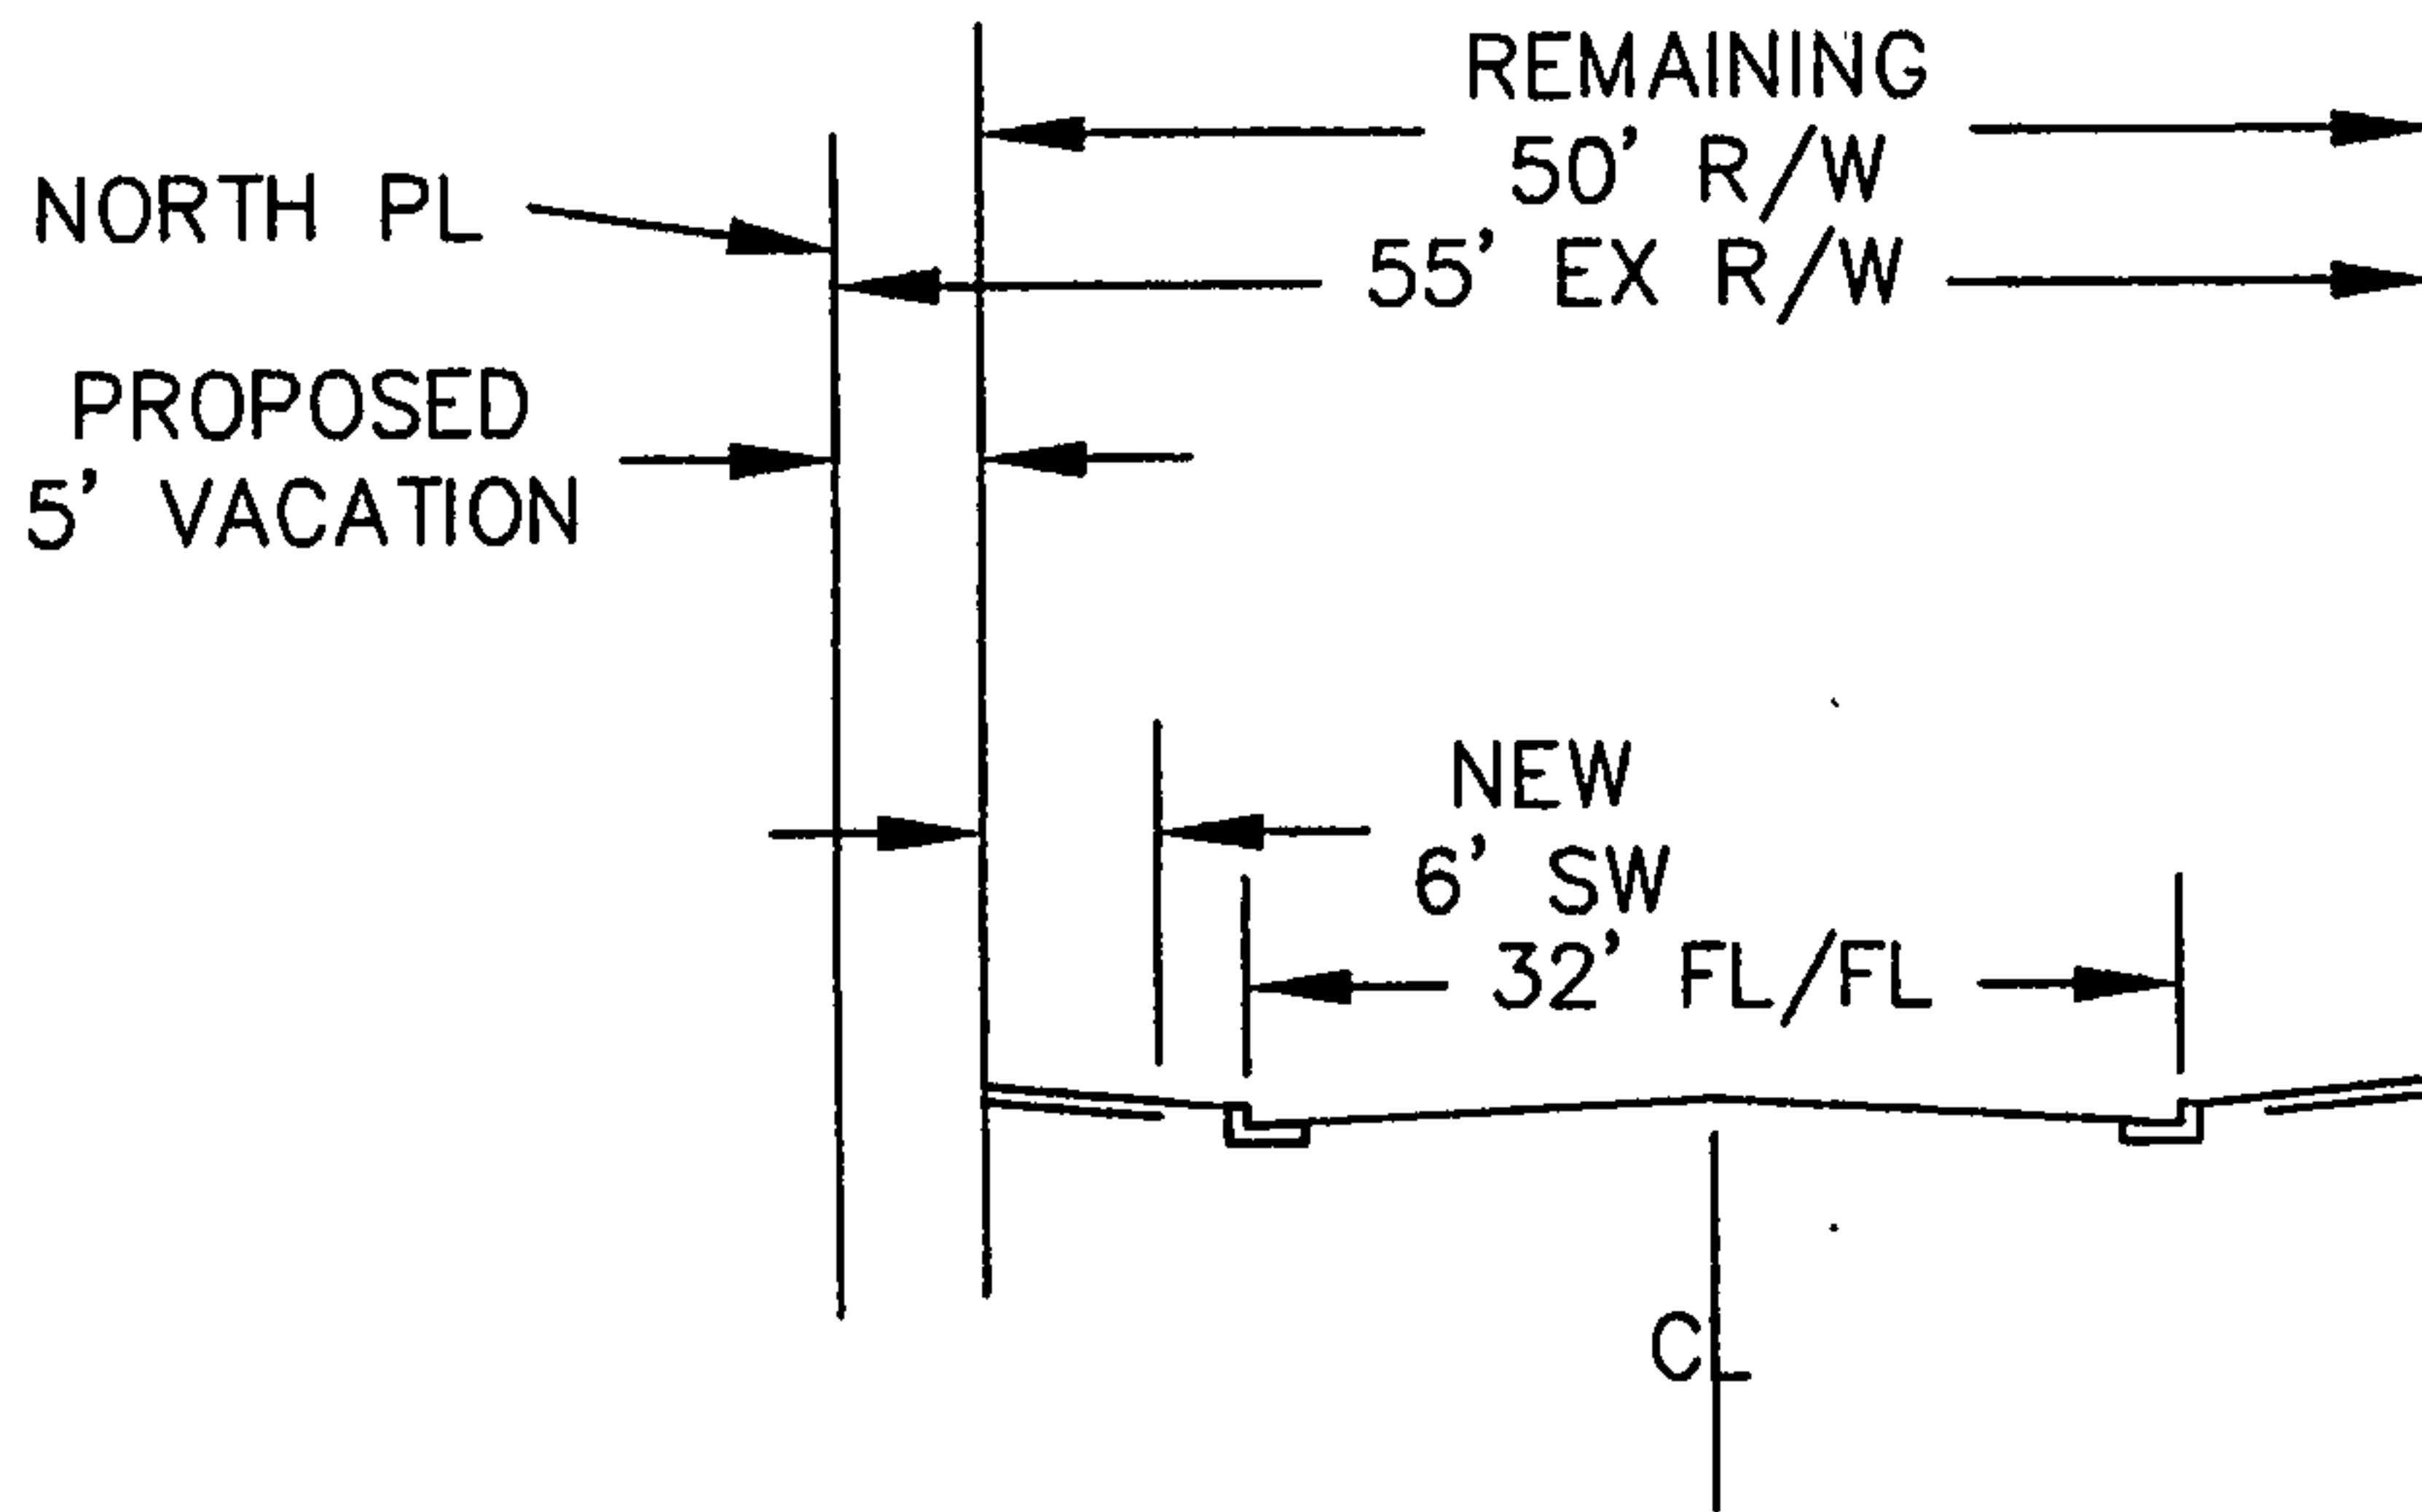 REMAINING
50' R/W
55' EX R/W
NORTH PL
PROPOSED
5' VACATION
NEW
6' SW
32' FL/FL
CL